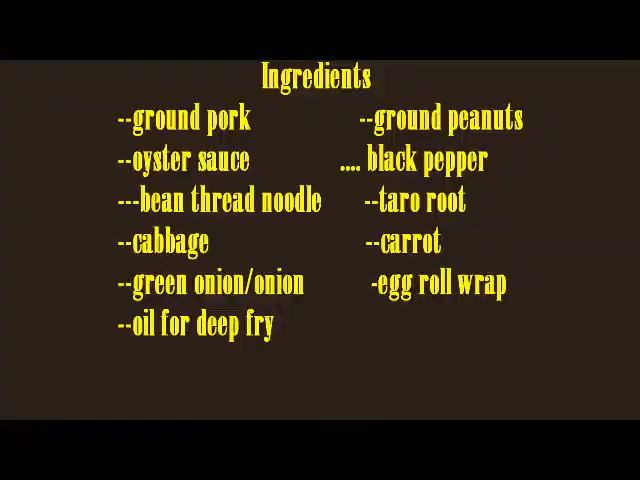 Ingredients
--ground pork --ground peanuts
--oyster sauce .... black pepper
---bean thread noodle --taro root
--cabbage --carrot
--green onion/onion -egg roll wrap
--oil for deep fry